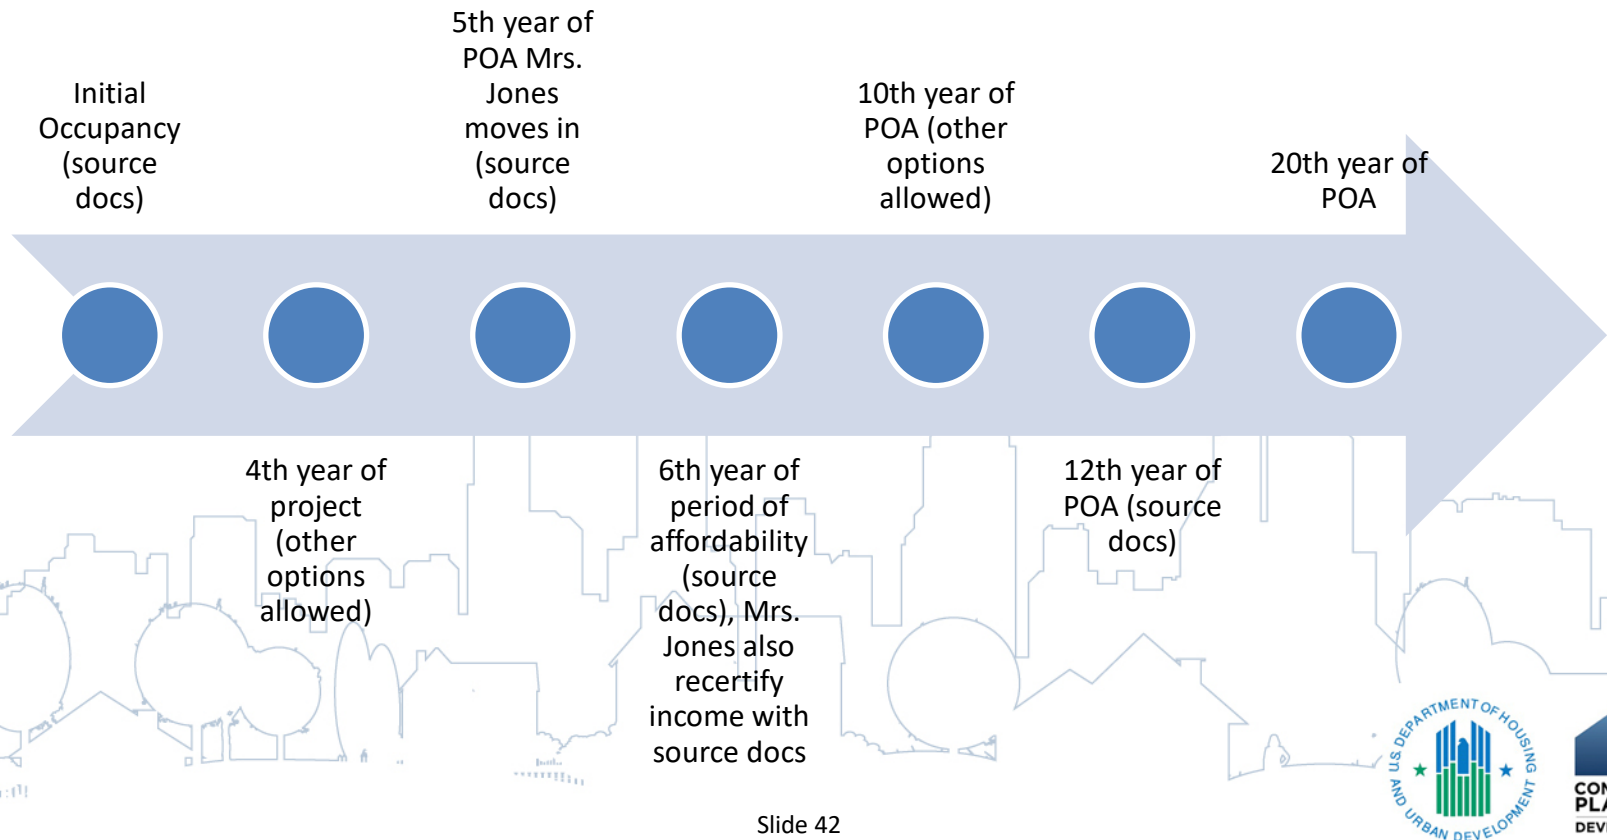 Initial
Occupancy
(source
docs)
4th year of
project
(other
options
allowed)
5th year of
POA Mrs.
Jones
moves in
(source
docs)
6th year of
period of
affordability
(source
docs), Mrs.
Jones also
recertify
income with
source docs
10th year of
POA (other
options
allowed)
12th year of
POA (source
docs)
20th year of
POA
Slide 42
U.S. DEPARTMENT OF HOUSING
AND URBAN DEVELOPMENT